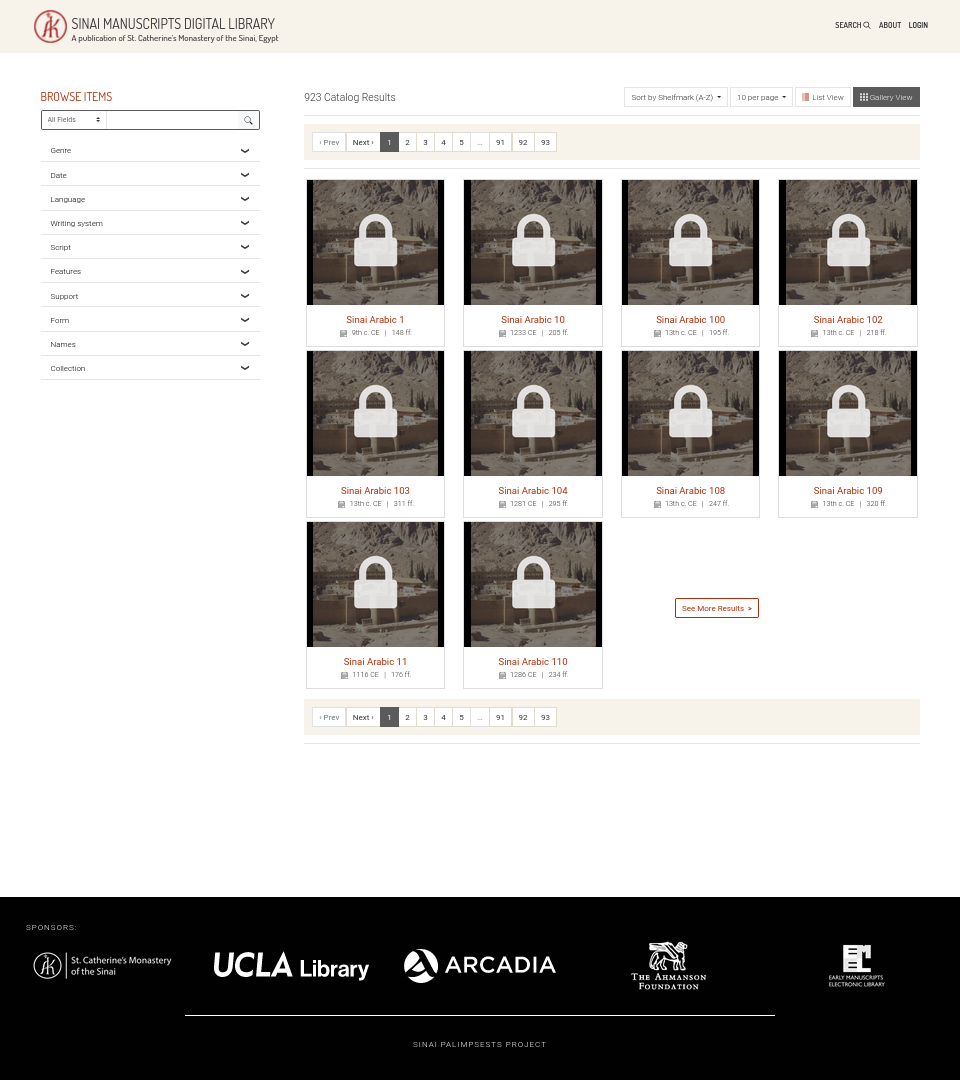 SINAI MANUSCRIPTS DIGITAL LIBRARY
A publication of St. Catherine's Monastery of the Sinai, Egypt
SEARCH ABOUT LOGIN
BROWSE ITEMS
All Fields
Genre
Date
Language
Writing system
Script
Features
Support
Form
Names
Collection
923 Catalog Results
Sort by Shelfmark (A-Z) 10 per page List View Gallery View
‹ Prev Next › 1 2 3 4 5 ... 91 92 93
Sinai Arabic 1
9th c. CE | 148 ff.
Sinai Arabic 10
1233 CE | 205 ff.
Sinai Arabic 100
13th c. CE | 195 ff.
Sinai Arabic 102
13th c. CE | 218 ff.
Sinai Arabic 103
13th c. CE | 311 ff.
Sinai Arabic 104
1281 CE | 295 ff.
Sinai Arabic 108
13th c. CE | 247 ff.
Sinai Arabic 109
13th c. CE | 320 ff.
Sinai Arabic 11
1116 CE | 176 ff.
Sinai Arabic 110
1286 CE | 234 ff.
See More Results >
‹ Prev Next › 1 2 3 4 5 ... 91 92 93
SPONSORS:
St. Catherine's Monastery
of the Sinai
UCLA Library
ARCADIA
THE AHMANSON
FOUNDATION
EARLY MANUSCRIPTS
ELECTRONIC LIBRARY
SINAI PALIMPSESTS PROJECT